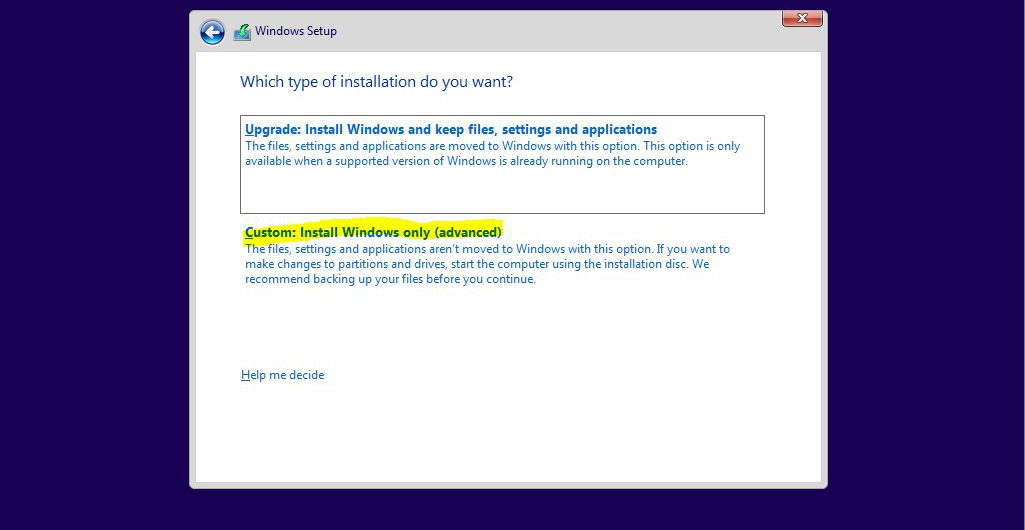 Windows Setup
Which type of installation do you want?
Upgrade: Install Windows and keep files, settings and applications
The files, settings and applications are moved to Windows with this option. This option is only
available when a supported version of Windows is already running on the computer.
Custom: Install Windows only (advanced)
The files, settings and applications aren't moved to Windows with this option. If you want to
make changes to partitions and drives, start the computer using the installation disc. We
recommend backing up your files before you continue.
Help me decide